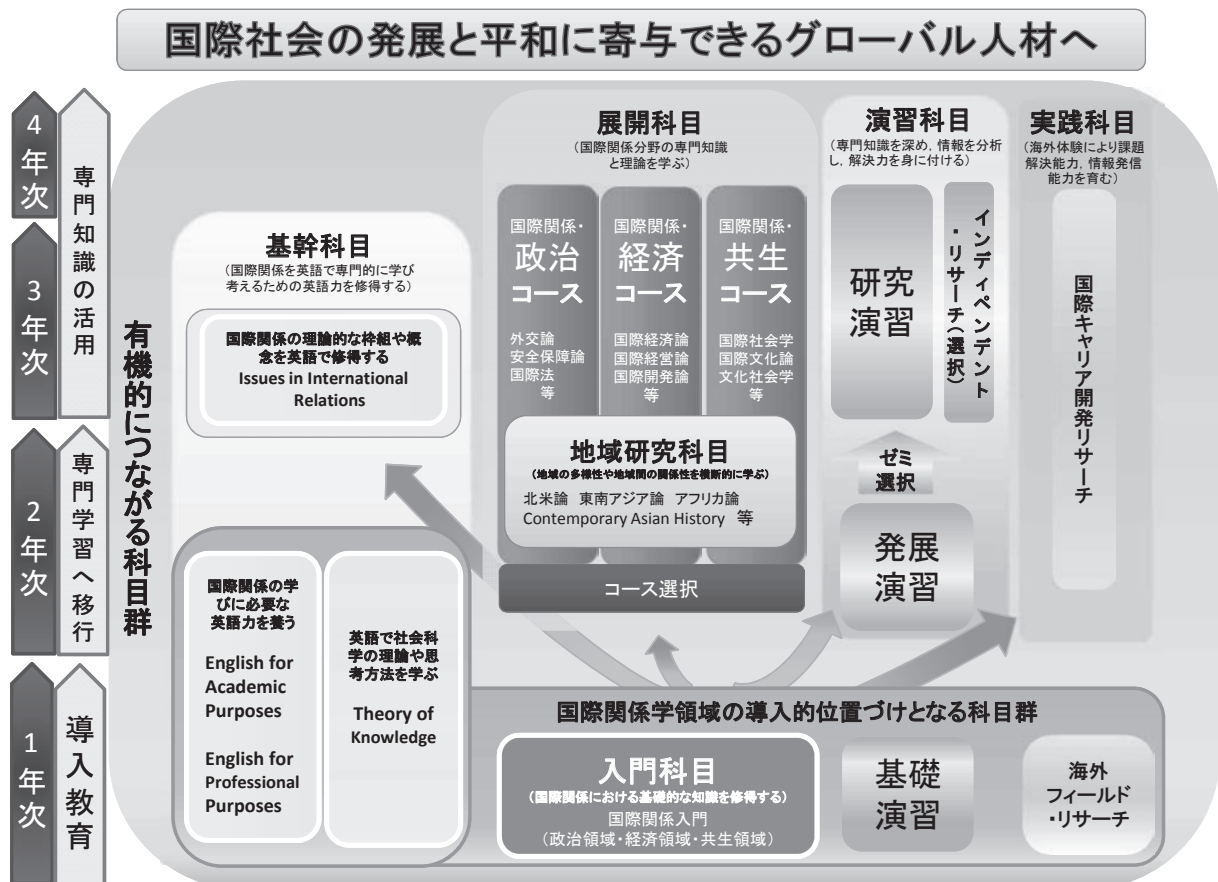 国際社会の発展と平和に寄与できるグローバル人材へ
4年次
3年次
2年次
1年次
専門知識の活用
専門学習へ移行
導入教育
有機的につながる科目群
基幹科目
(国際関係を英語で専門的に学び
考えるための英語力を修得する)
国際関係の理論的な枠組や概
念を英語で修得する
Issues in International
Relations
国際関係の学
びに必要な
英語力を養う
English for
Academic
Purposes
English for
Professional
Purposes
英語で社会科
学の理論や思
考方法を学ぶ
Theory of
Knowledge
展開科目
(国際関係分野の専門知識
と理論を学ぶ)
国際関係・
政治
コース
外交論
安全保障論
国際法
等
国際関係・
経済
コース
国際経済論
国際経営論
国際開発論
等
国際関係・
共生
コース
国際社会学
国際文化論
文化社会学
等
地域研究科目
(地域の多様性や地域間の関係性を横断的に学ぶ)
北米論 東南アジア論 アフリカ論
Contemporary Asian History 等
コース選択
演習科目
(専門知識を深め,情報を分析
し,解決力を身に付ける)
研究
演習
インディペンデント
・リサーチ(選択)
ゼミ
選択
発展
演習
実践科目
(海外体験により課題
解決能力,情報発信
能力を育む)
国際キャリア開発リサーチ
国際関係学領域の導入的位置づけとなる科目群
入門科目
(国際関係における基礎的な知識を修得する)
国際関係入門
(政治領域・経済領域・共生領域)
基礎
演習
海外
フィールド
・リサーチ